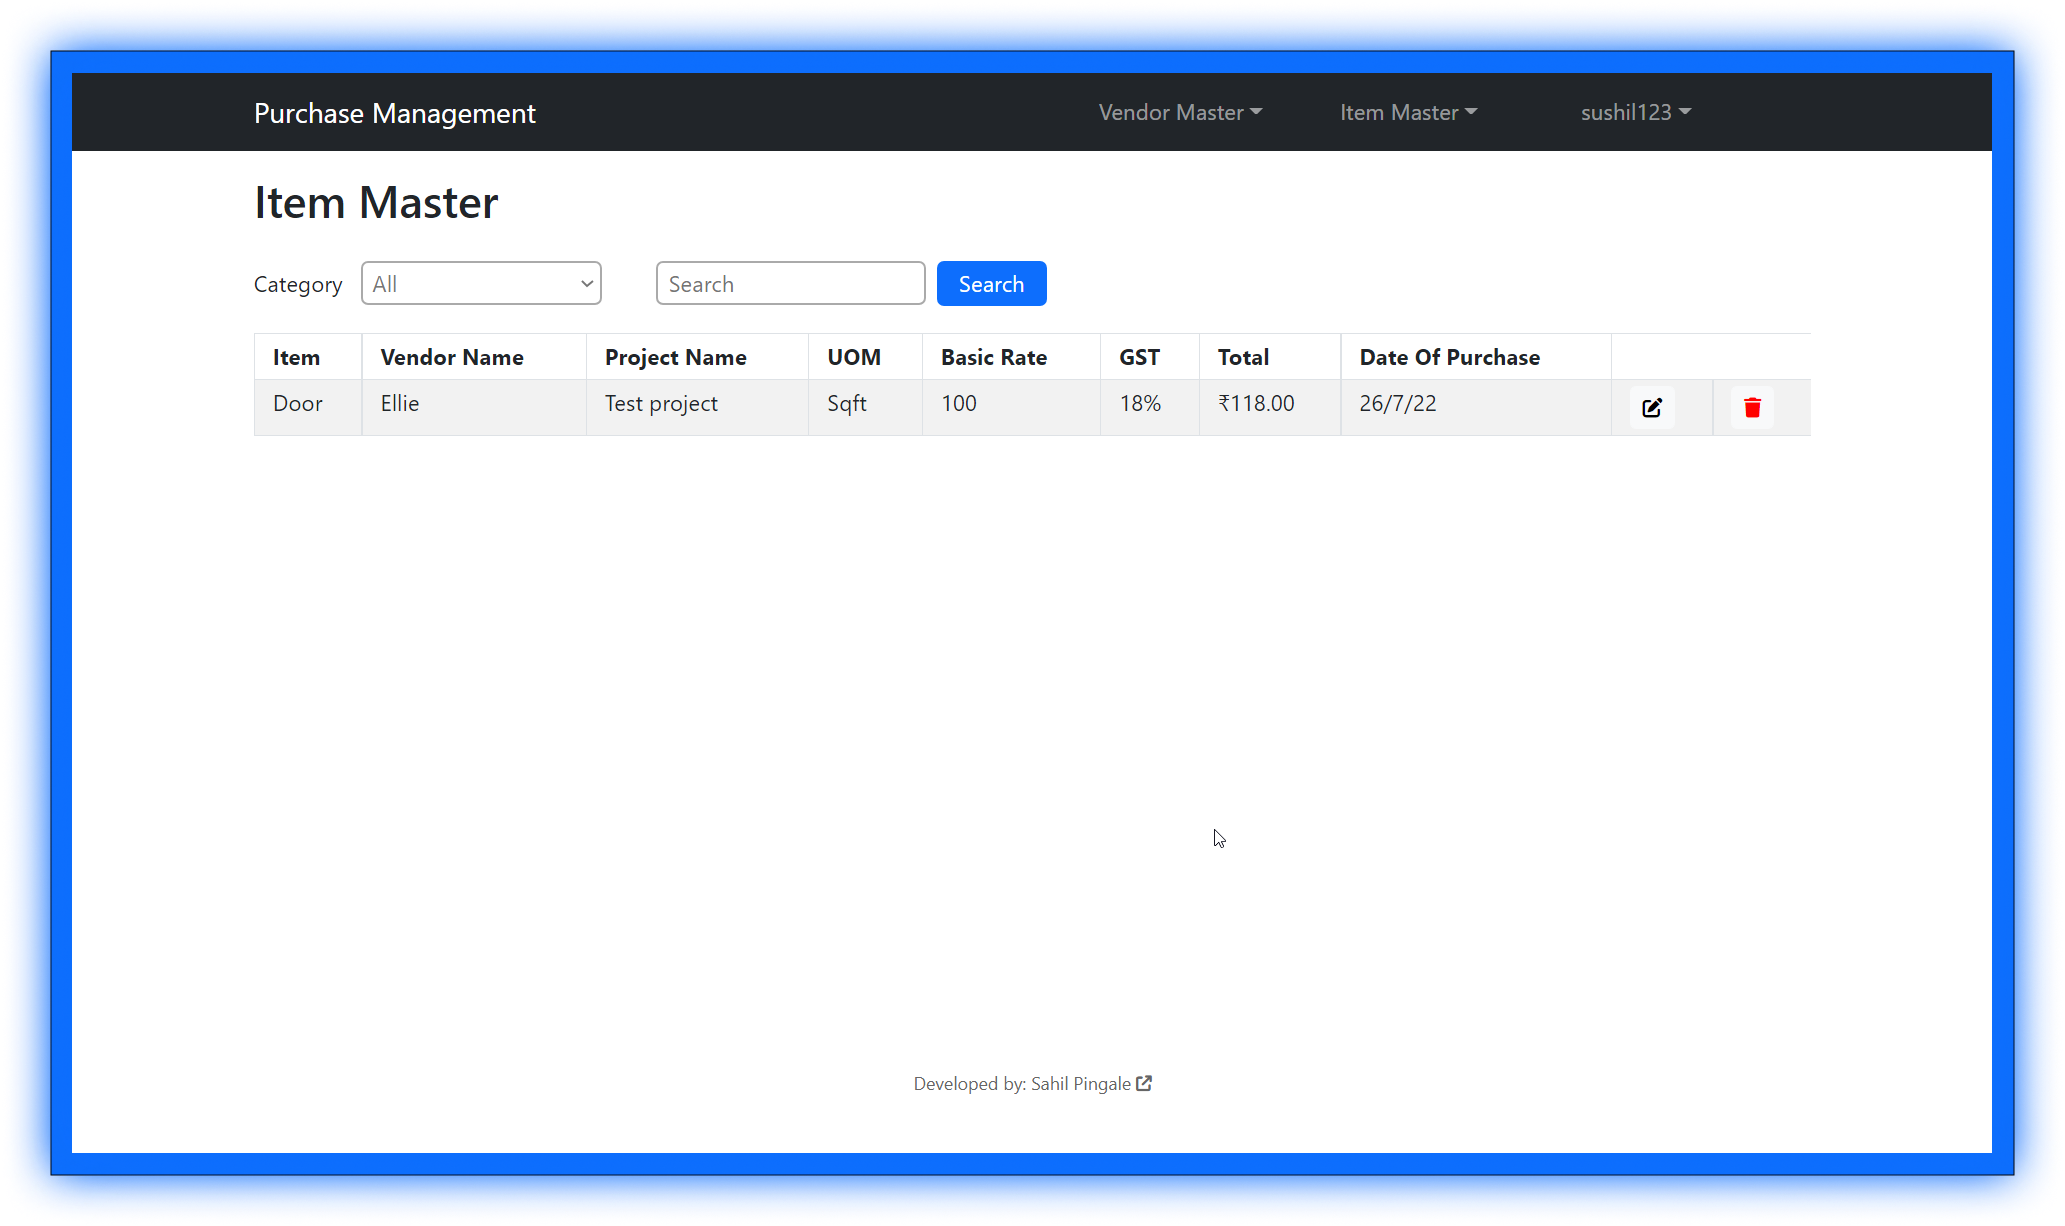 Purchase Management Vendor Master Item Master sushil123
Item Master
Category All Search Search
Item Vendor Name Project Name UOM Basic Rate GST Total Date Of Purchase
Door Ellie Test project Sqft 100 18% ₹118.00 26/7/22
Developed by: Sahil Pingale